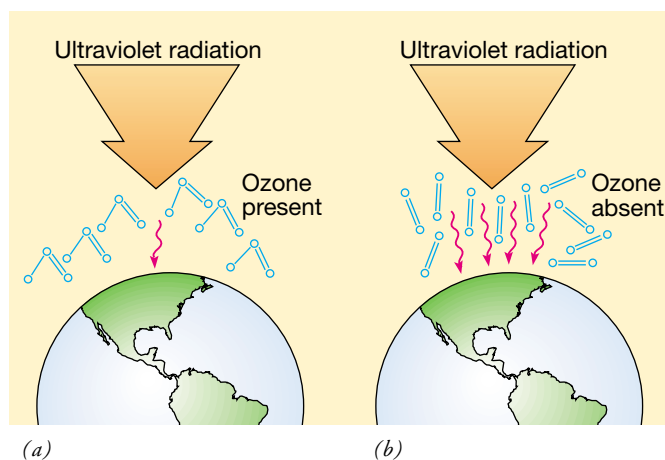 Ultraviolet radiation
Ozone
present
(a)
Ultraviolet radiation
Ozone
absent
(b)